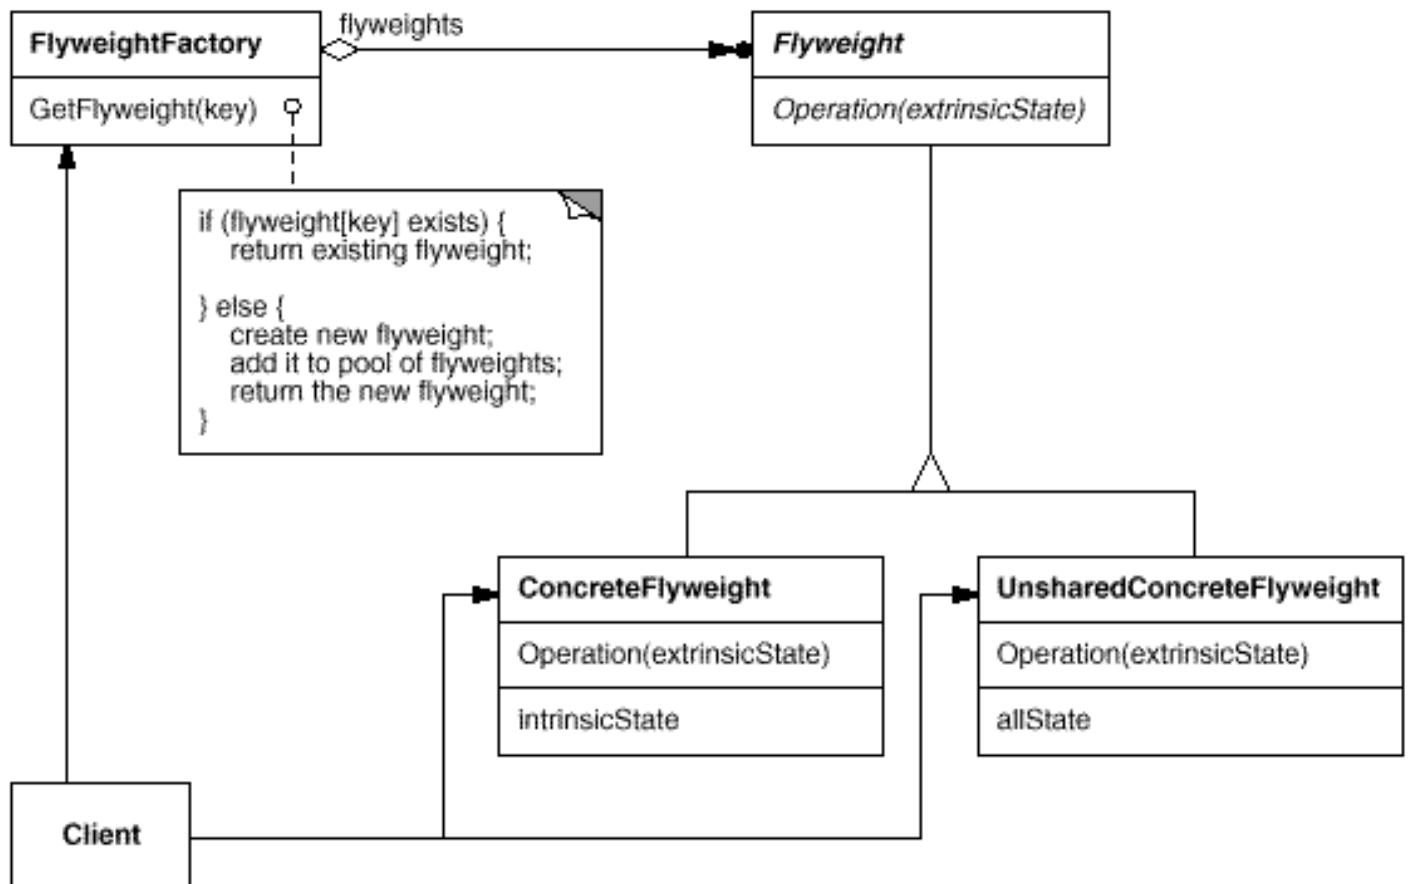 flyweights
FlyweightFactory
Flyweight
GetFlyweight(key)
Operation(extrinsicState)
if (flyweight[key] exists) {
return existing flyweight;
} else {
create new flyweight;
add it to pool of flyweights;
return the new flyweight;
}
ConcreteFlyweight
Operation(extrinsicState)
intrinsicState
UnsharedConcreteFlyweight
Operation(extrinsicState)
allState
Client